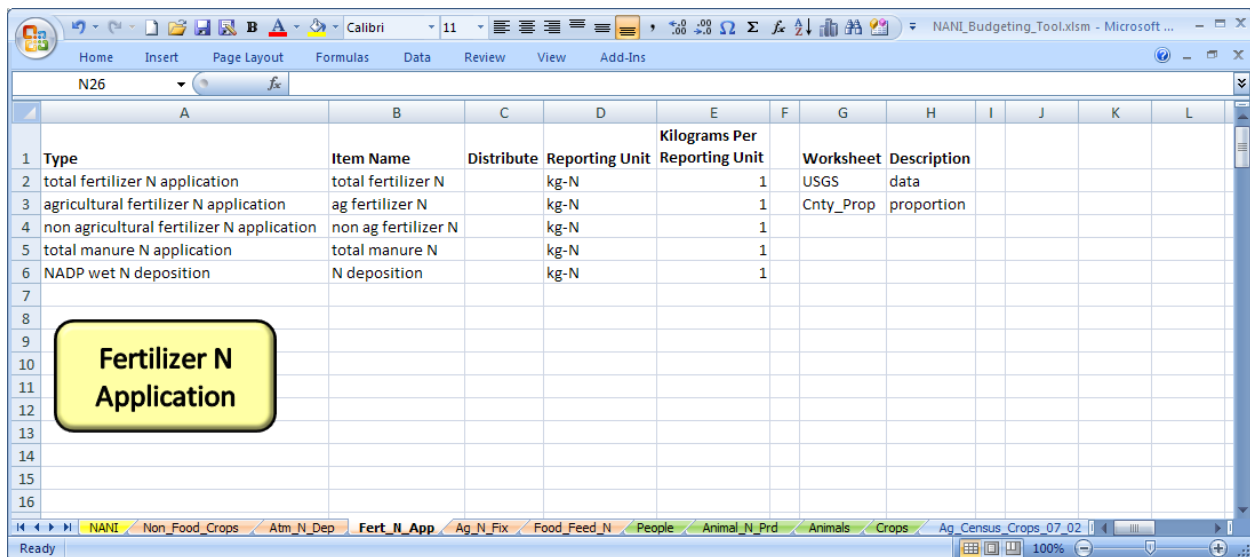 Calibri 11 NANI_Budgeting_Tool.xlsm - Microsoft ...
Home Insert Page Layout Formulas Data Review View Add-Ins
N26 fx
A B C D E F G H I J K L
1 Type Item Name Distribute Reporting Unit Kilograms Per Reporting Unit Worksheet Description
2 total fertilizer N application total fertilizer N kg-N 1 USGS data
3 agricultural fertilizer N application ag fertilizer N kg-N 1 Cnty_Prop proportion
4 non agricultural fertilizer N application non ag fertilizer N kg-N 1
5 total manure N application total manure N kg-N 1
6 NADP wet N deposition N deposition kg-N 1
7
8
9
10
11
12
13
14
15
16
Fertilizer N
Application
NANI Non_Food_Crops Atm_N_Dep Fert_N_App Ag_N_Fix Food_Feed_N People Animal_N_Prd Animals Crops Ag_Census_Crops_07_02
Ready 100%